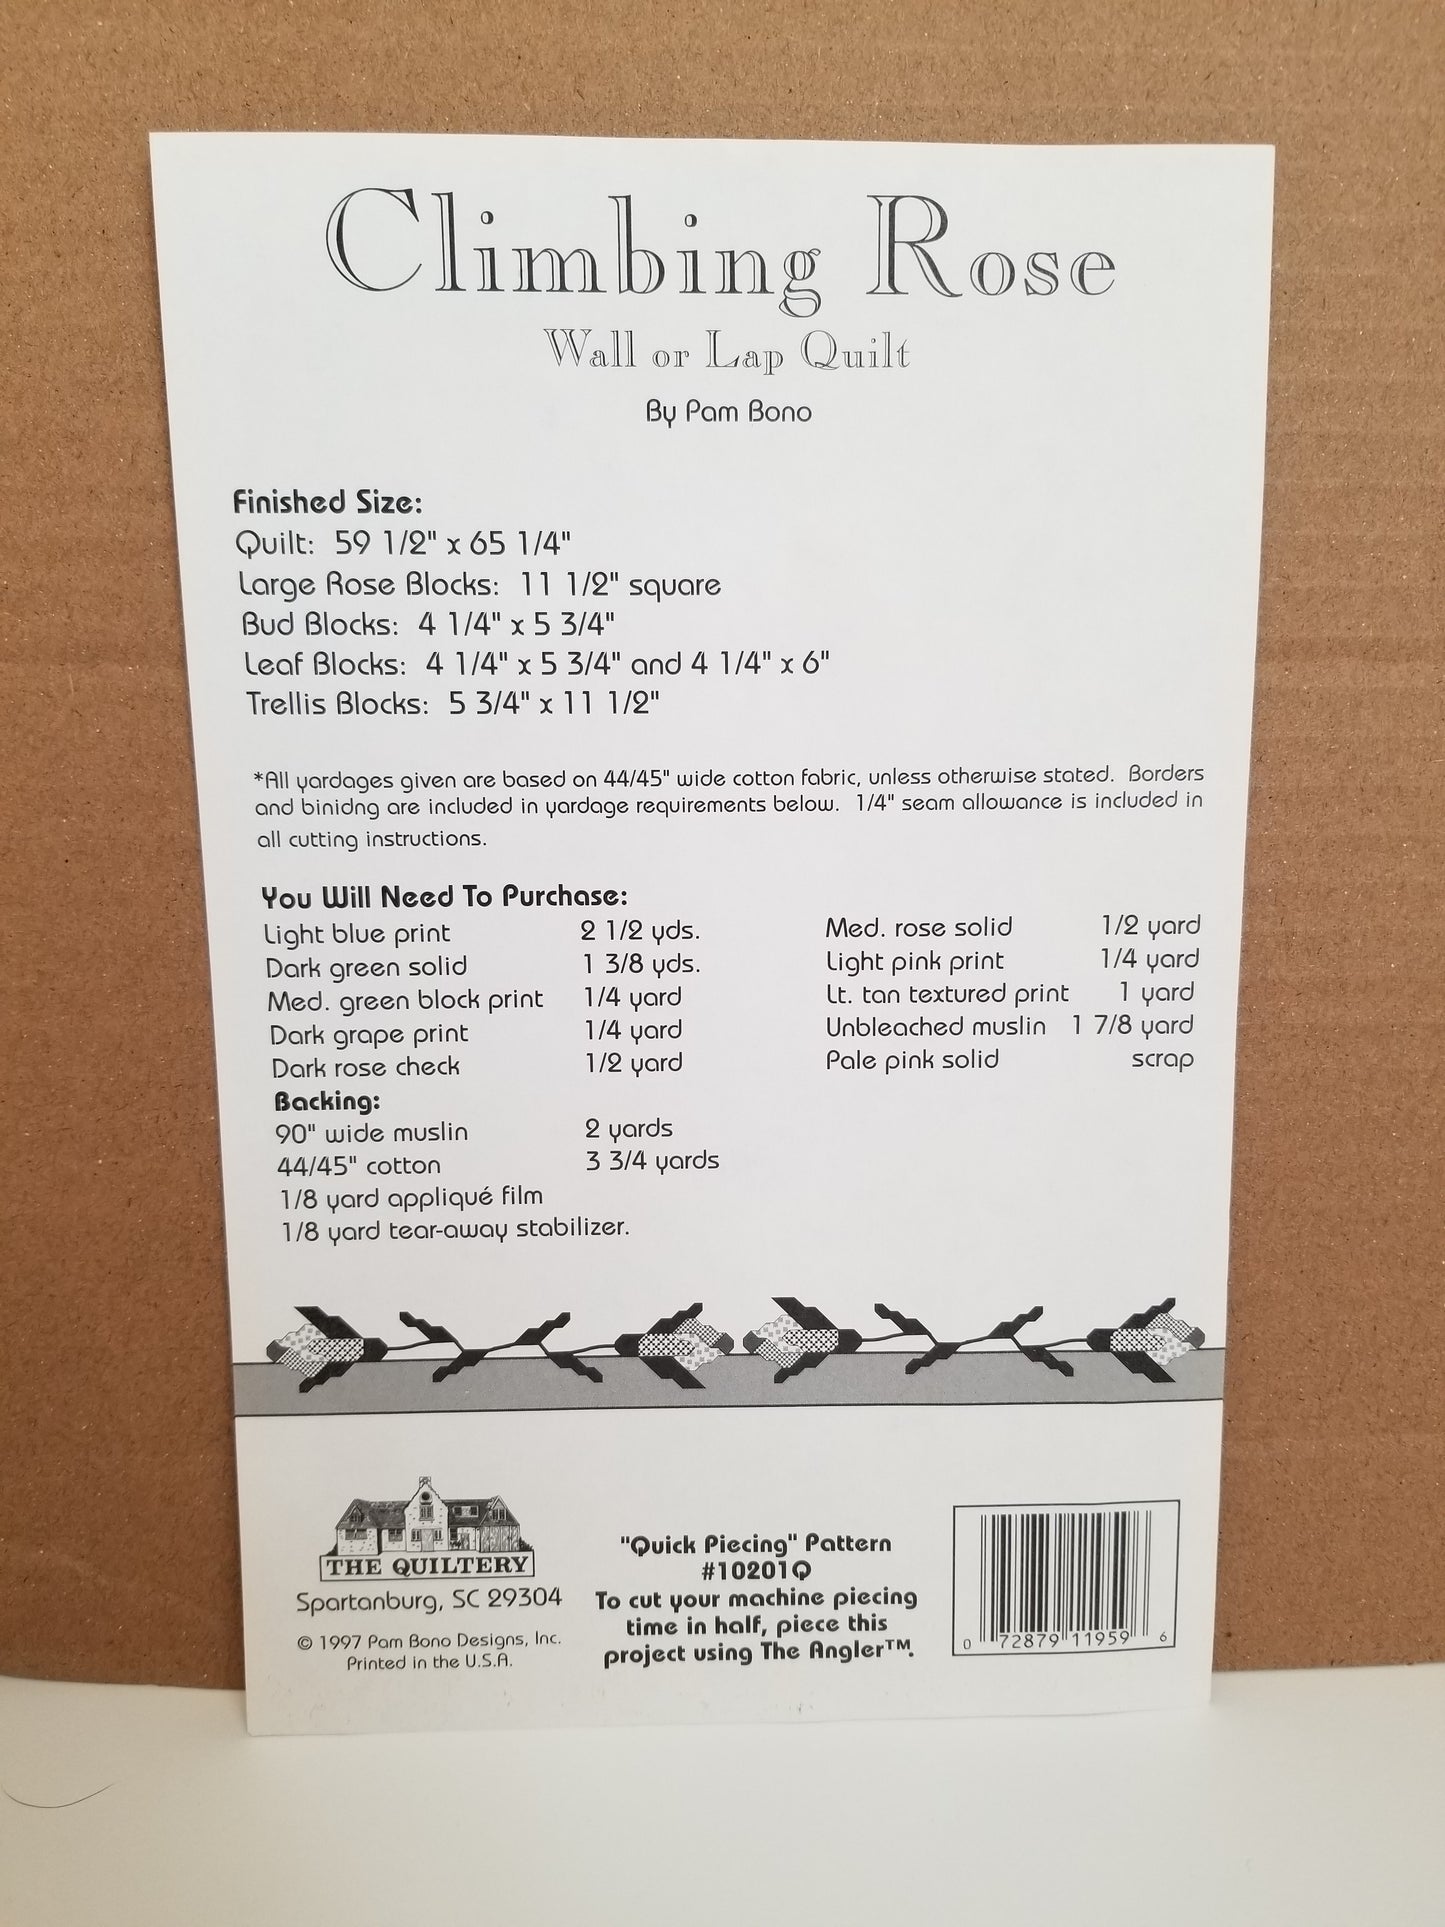 Climbing Rose
Wall or Lap Quilt
By Pam Bono
Finished Size:
Quilt: 59 1/2" x 65 1/4"
Large Rose Blocks: 11 1/2" square
Bud Blocks: 4 1/4" x 5 3/4"
Leaf Blocks: 4 1/4" x 5 3/4" and 4 1/4" x 6"
Trellis Blocks: 5 3/4" x 11 1/2"
*All yardages given are based on 44/45" wide cotton fabric, unless otherwise stated. Borders
and binidng are included in yardage requirements below. 1/4" seam allowance is included in
all cutting instructions.
You Will Need To Purchase:
Light blue print 2 1/2 yds.
Dark green solid 1 3/8 yds.
Med. green block print 1/4 yard
Dark grape print 1/4 yard
Dark rose check 1/2 yard
Med. rose solid 1/2 yard
Light pink print 1/4 yard
Lt. tan textured print 1 yard
Unbleached muslin 1 7/8 yard
Pale pink solid scrap
Backing:
90" wide muslin 2 yards
44/45" cotton 3 3/4 yards
1/8 yard appliqué film
1/8 yard tear-away stabilizer.
THE QUILTERY
Spartanburg, SC 29304
© 1997 Pam Bono Designs, Inc.
Printed in the U.S.A.
"Quick Piecing" Pattern
#10201Q
To cut your machine piecing
time in half, piece this
project using The Angler™.
0 72879 11959 6